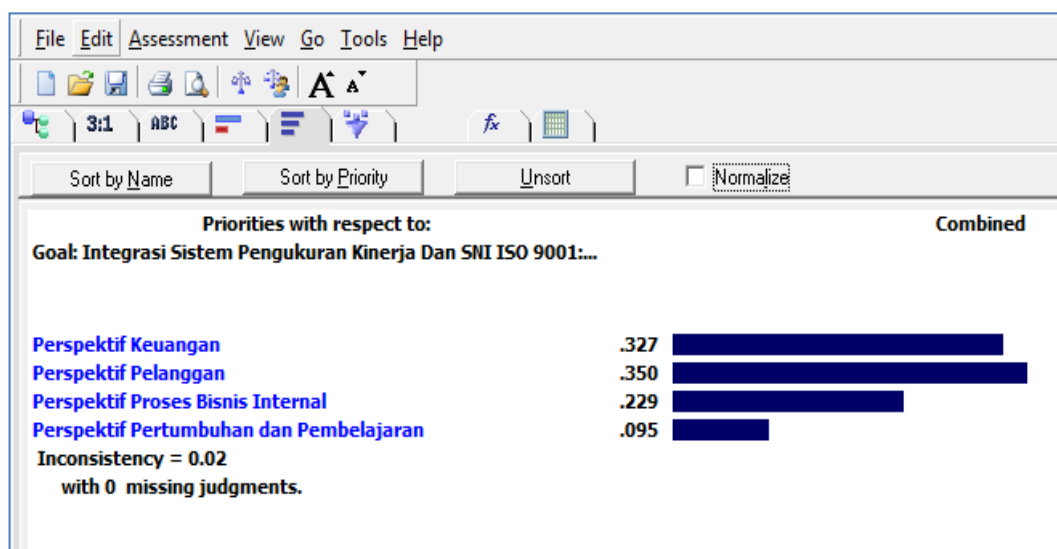 File Edit Assessment View Go Tools Help
A A
3:1 ABC fx
Sort by Name Sort by Priority Unsort Normalize
Priorities with respect to: Combined
Goal: Integrasi Sistem Pengukuran Kinerja Dan SNI ISO 9001:...
Perspektif Keuangan .327
Perspektif Pelanggan .350
Perspektif Proses Bisnis Internal .229
Perspektif Pertumbuhan dan Pembelajaran .095
Inconsistency = 0.02
with 0 missing judgments.